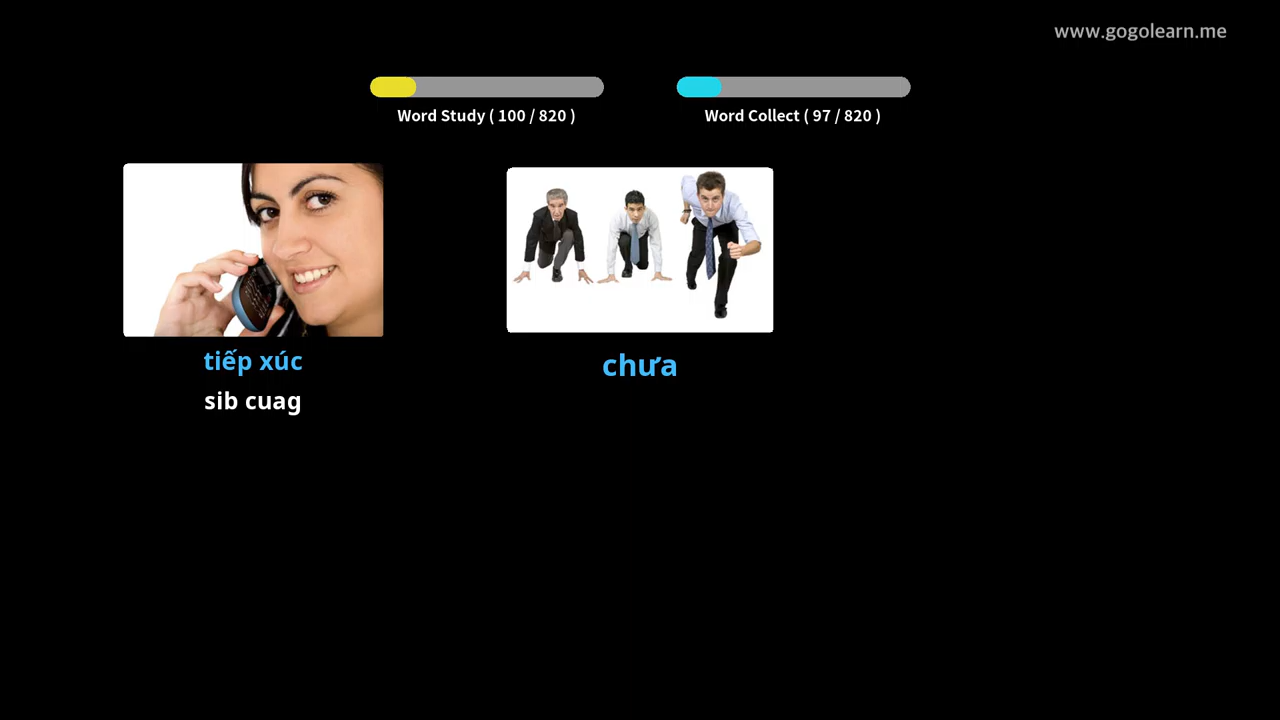 www.gogolearn.me
Word Study ( 100 / 820 )
Word Collect ( 97 / 820 )
tiếp xúc
sib cuag
chưa